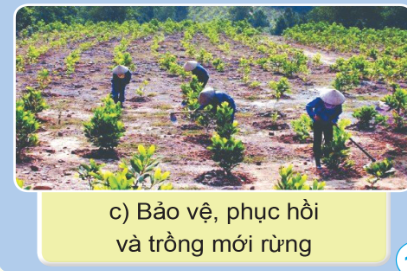 c) Bảo vệ, phục hồi
và trồng mới rừng